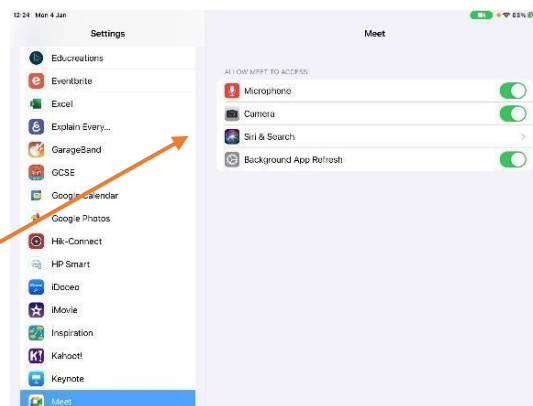 12:24 Mon 4 Jan
63%
Settings
Meet
Educreations
Eventbrite
Excel
Explain Every...
GarageBand
GCSE
Google Calendar
Google Photos
Hik-Connect
HP Smart
iDoceo
iMovie
Inspiration
Kahoot!
Keynote
Meet
ALLOW MEET TO ACCESS:
Microphone
Camera
Siri & Search
Background App Refresh